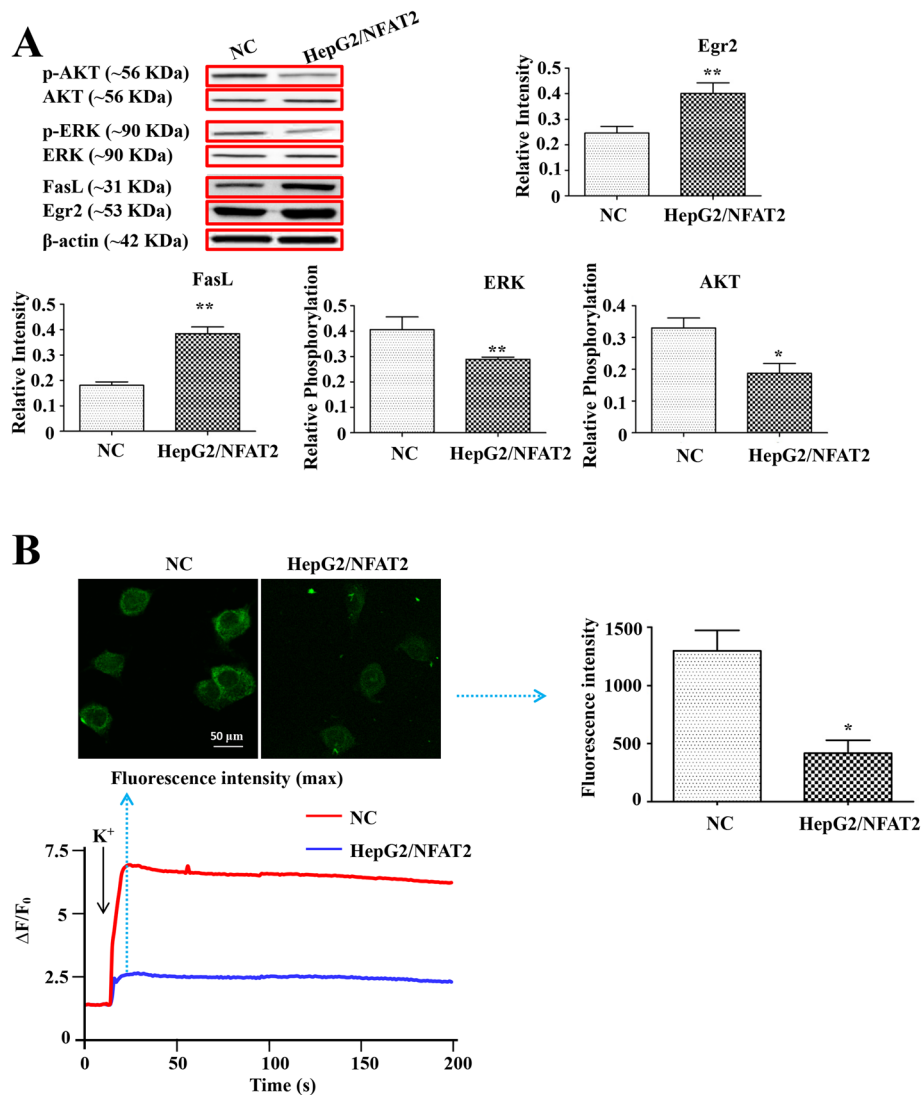 A
NC HepG2/NFAT2
p-AKT (~56 KDa)
AKT (~56 KDa)
p-ERK (~90 KDa)
ERK (~90 KDa)
FasL (~31 KDa)
Egr2 (~53 KDa)
β-actin (~42 KDa)
Egr2
Relative Intensity
0.5
0.4
0.3
0.2
0.1
0
**
NC HepG2/NFAT2
FasL
Relative Intensity
0.5
0.4
0.3
0.2
0.1
**
NC HepG2/NFAT2
ERK
Relative Phosphorylation
0.5
0.4
0.3
0.2
0.1
0
**
NC HepG2/NFAT2
AKT
Relative Phosphorylation
0.4
0.3
0.2
0.1
0
*
NC HepG2/NFAT2
B
NC HepG2/NFAT2
50 μm
Fluorescence intensity
1500
1000
500
0
*
NC HepG2/NFAT2
Fluorescence intensity (max)
K⁺
NC
HepG2/NFAT2
ΔF/F₀
7.5
5
2.5
0
0 50 100 150 200
Time (s)